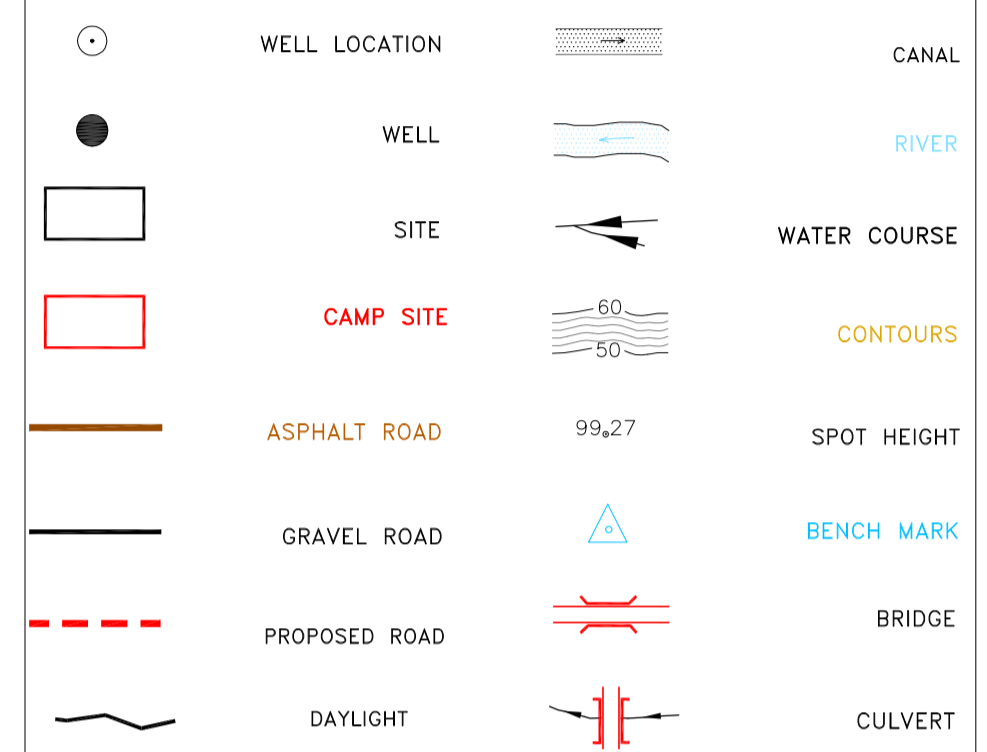 WELL LOCATION
CANAL
WELL
RIVER
SITE
WATER COURSE
CAMP SITE
60
50
CONTOURS
ASPHALT ROAD
99.27
SPOT HEIGHT
GRAVEL ROAD
BENCH MARK
PROPOSED ROAD
BRIDGE
DAYLIGHT
CULVERT